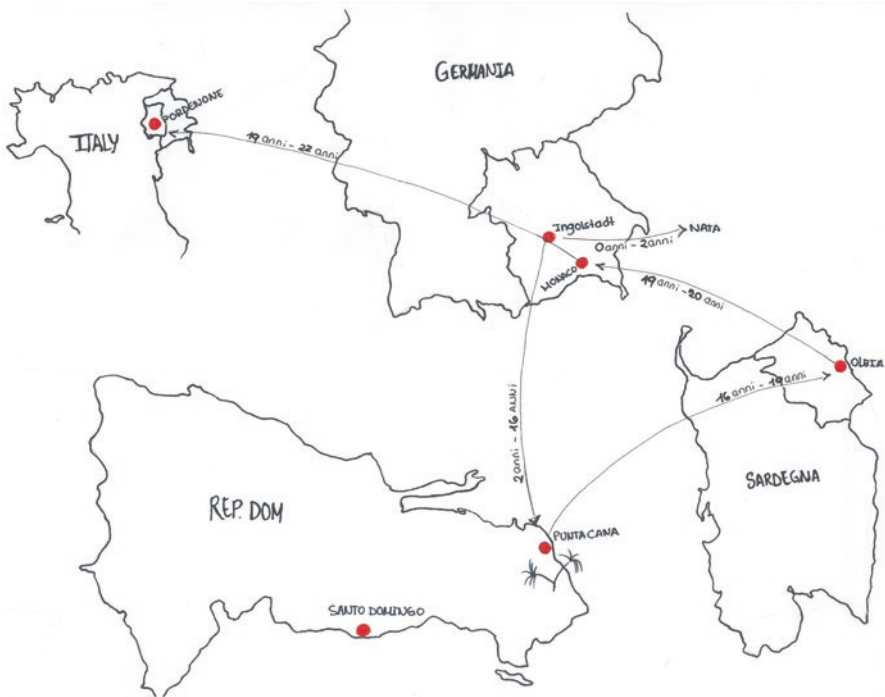 GERMANIA
PORDENONE
ITALY
19 anni - 22 anni
Ingolstadt
NATA
0 anni - 2 anni
MONACO
19 anni - 20 anni
OLBIA
16 anni - 19 anni
2 anni - 16 ANNI
SARDEGNA
REP. DOM
PUNTA CANA
SANTO DOMINGO